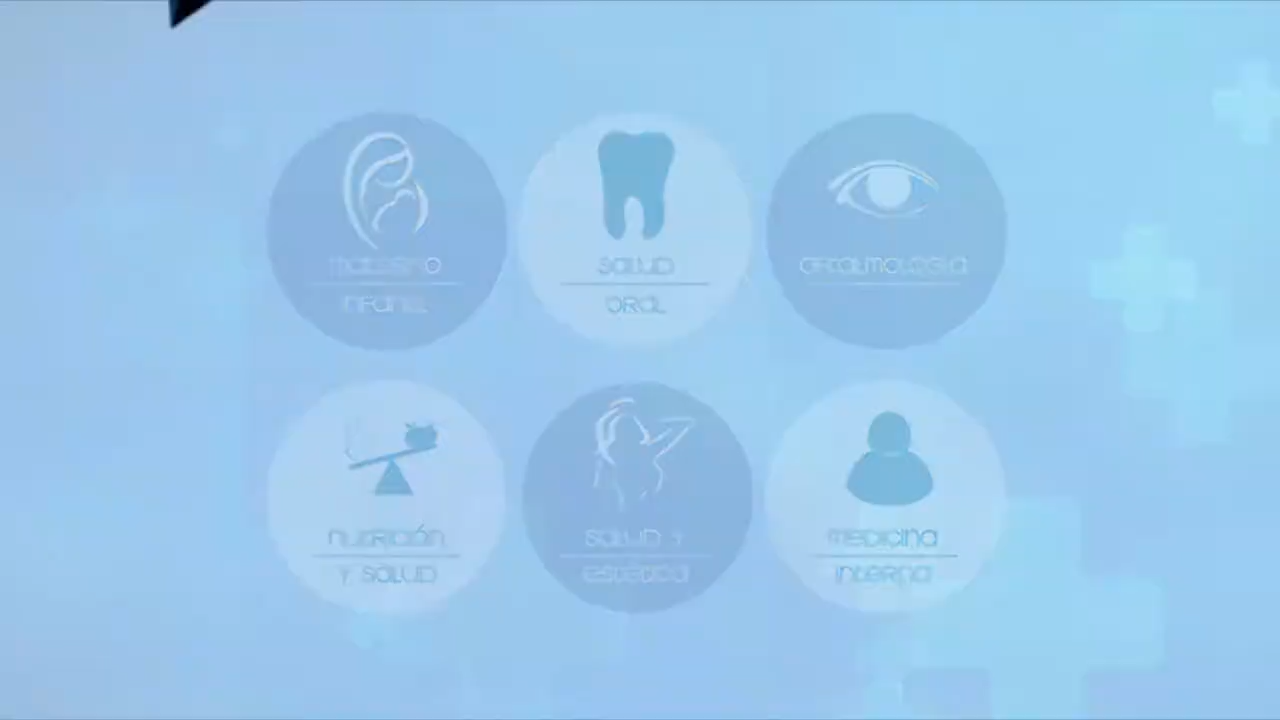 materno
infantil
salud
oral
oftalmología
nutrición
y salud
salud y
estética
medicina
interna